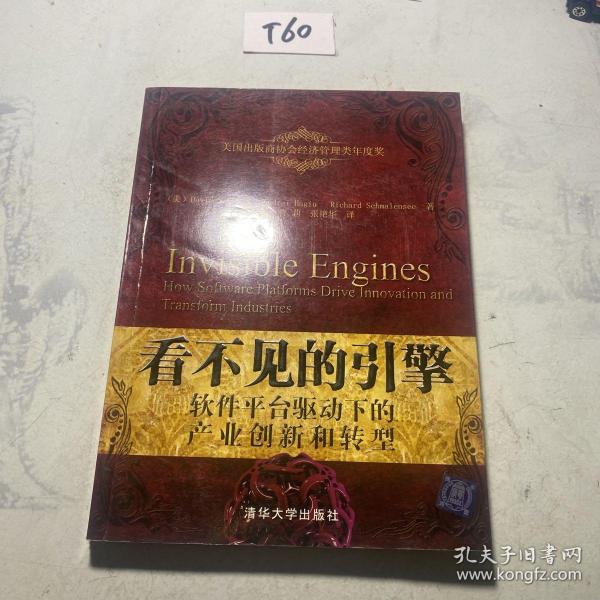 T60
美国出版商协会经济管理类年度奖
(美) Richard Schmalensee 著
张艳华 译
Invisible Engines
How Software Platforms Drive Innovation and
Transform Industries
看不见的引擎
软件平台驱动下的
产业创新和转型
清华大学出版社
孔夫子旧书网
www.kongfz.com